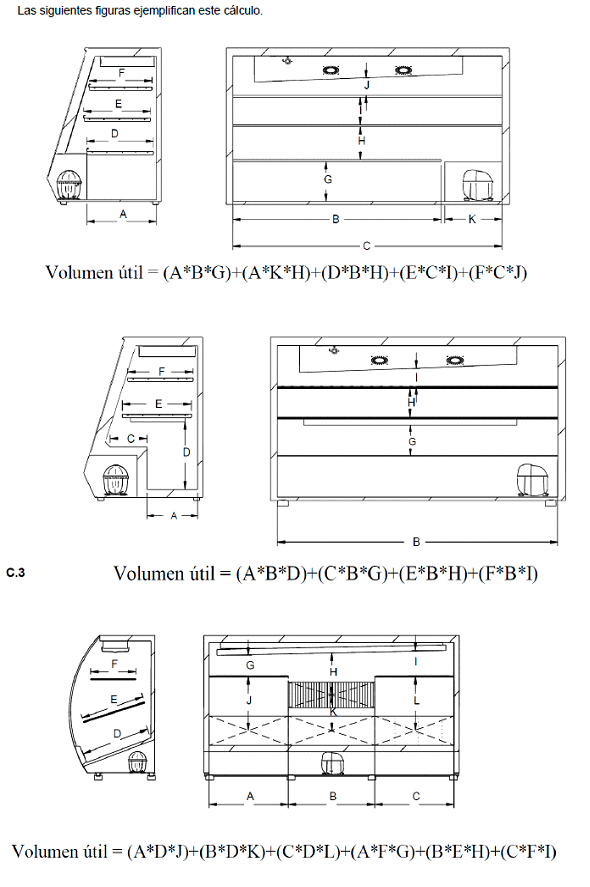 Las siguientes figuras ejemplifican este cálculo.
F
E
D
A
J
I
H
G
B
K
C
Volumen útil = (A*B*G)+(A*K*H)+(D*B*H)+(E*C*I)+(F*C*J)
F
E
C
D
A
I
H
G
B
C.3
Volumen útil = (A*B*D)+(C*B*G)+(E*B*H)+(F*B*I)
F
E
D
G
H
I
J
K
L
A
B
C
Volumen útil = (A*D*J)+(B*D*K)+(C*D*L)+(A*F*G)+(B*E*H)+(C*F*I)